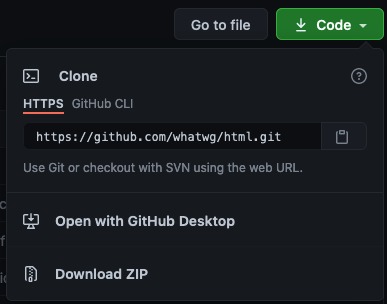 Go to file
Code
Clone
HTTPS GitHub CLI
https://github.com/whatwg/html.git
Use Git or checkout with SVN using the web URL.
Open with GitHub Desktop
Download ZIP